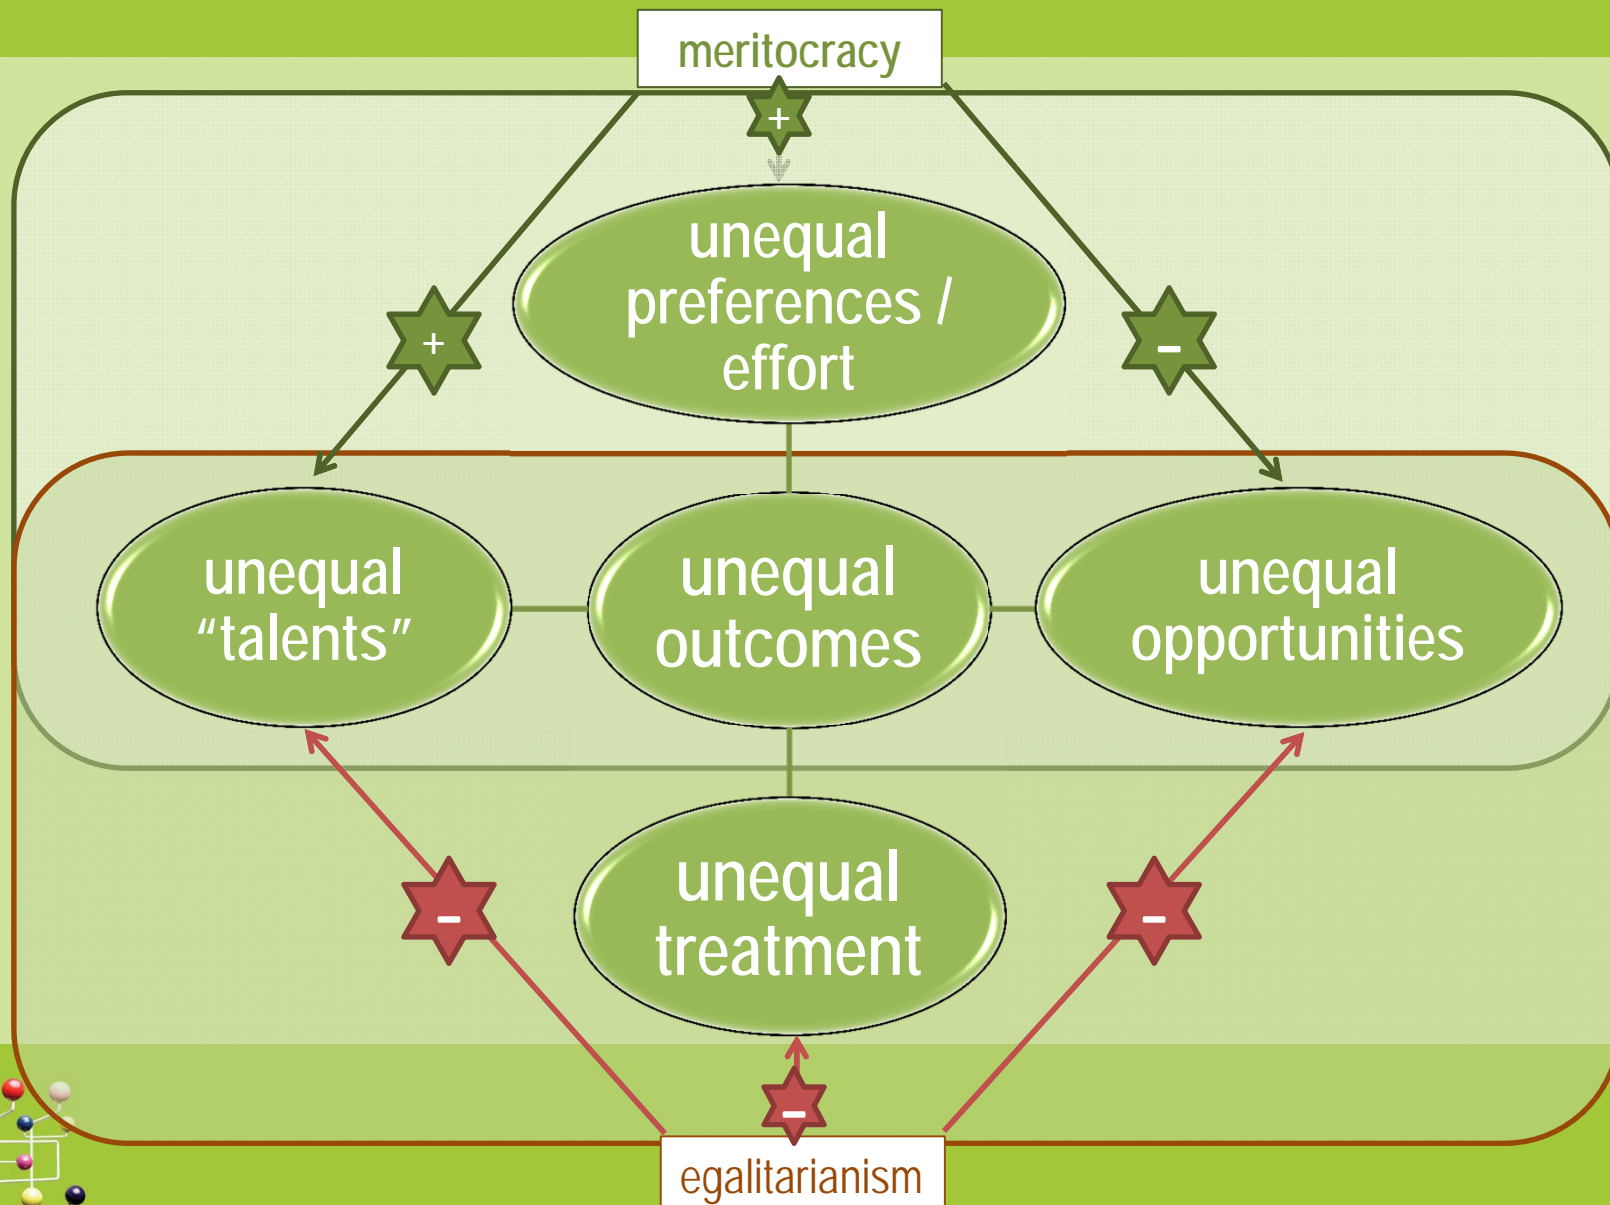 meritocracy
+
unequal
preferences /
effort
+
–
unequal
“talents”
unequal
outcomes
unequal
opportunities
unequal
treatment
–
–
–
egalitarianism